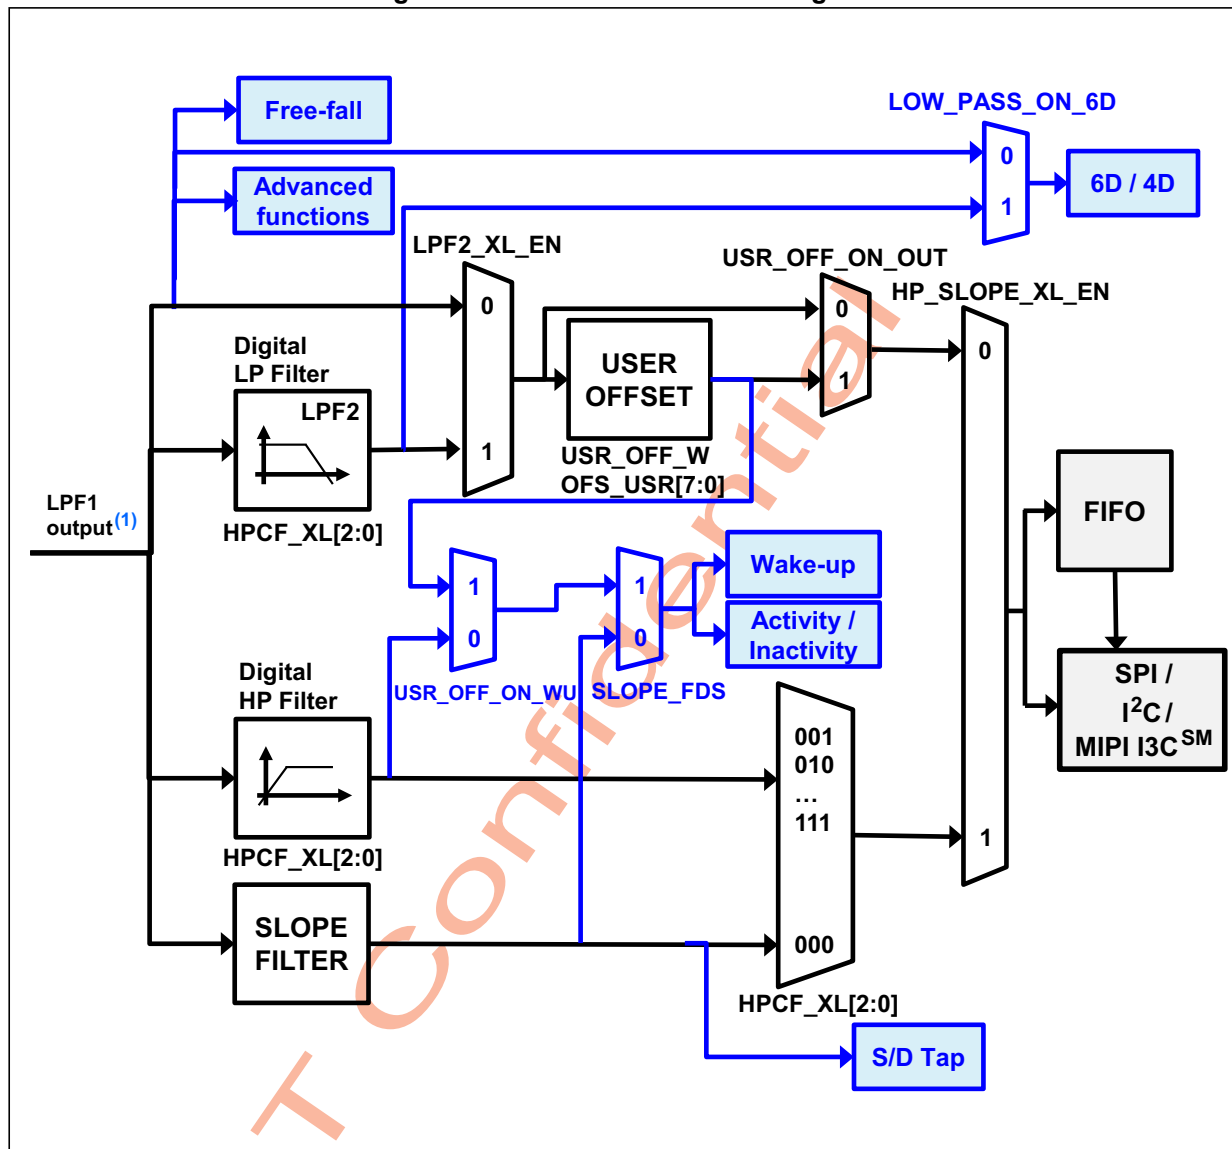 Free-fall
LOW_PASS_ON_6D
0
6D / 4D
1
Advanced
functions
LPF2_XL_EN
USR_OFF_ON_OUT
HP_SLOPE_XL_EN
0
0
0
Digital
LP Filter
LPF2
USER
OFFSET
1
1
USR_OFF_W
OFS_USR[7:0]
LPF1
output(1)
HPCF_XL[2:0]
FIFO
Wake-up
1
1
0
0
Activity /
Inactivity
USR_OFF_ON_WU
SLOPE_FDS
Digital
HP Filter
SPI /
I2C /
MIPI I3CSM
001
010
...
111
1
HPCF_XL[2:0]
SLOPE
FILTER
000
HPCF_XL[2:0]
S/D Tap
T Confidential